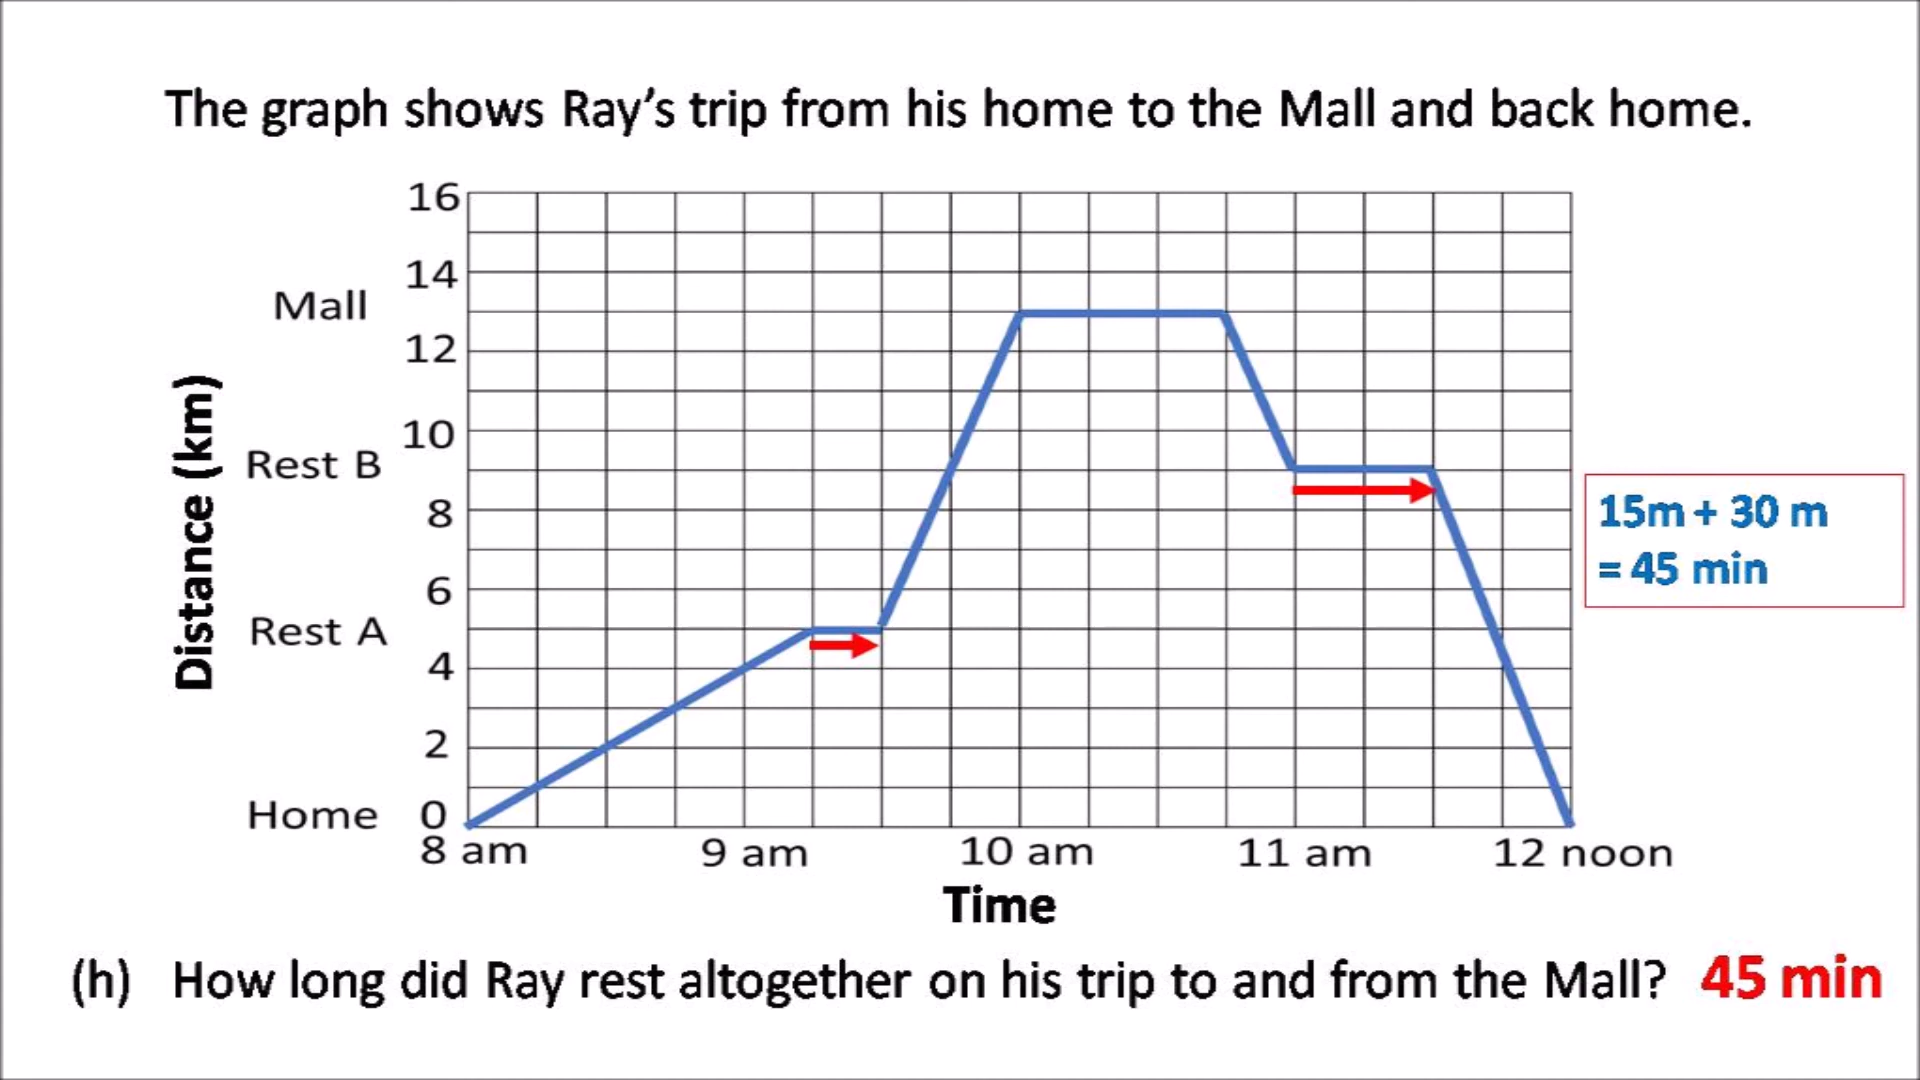 The graph shows Ray's trip from his home to the Mall and back home.
16
14
Mall
12
10
Rest B
8
6
Rest A
4
2
Home 0
Distance (km)
8 am 9 am 10 am 11 am 12 noon
Time
15m + 30 m
= 45 min
(h) How long did Ray rest altogether on his trip to and from the Mall? 45 min